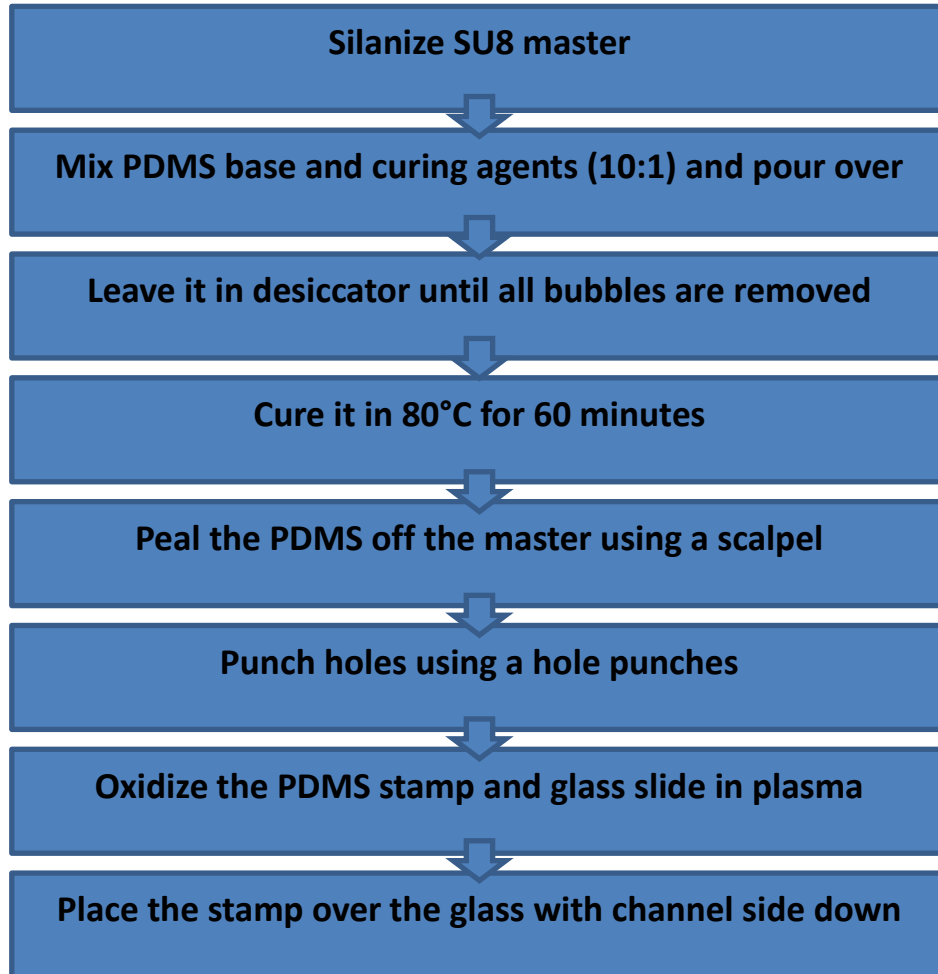 Silanize SU8 master
Mix PDMS base and curing agents (10:1) and pour over
Leave it in desiccator until all bubbles are removed
Cure it in 80°C for 60 minutes
Peal the PDMS off the master using a scalpel
Punch holes using a hole punches
Oxidize the PDMS stamp and glass slide in plasma
Place the stamp over the glass with channel side down